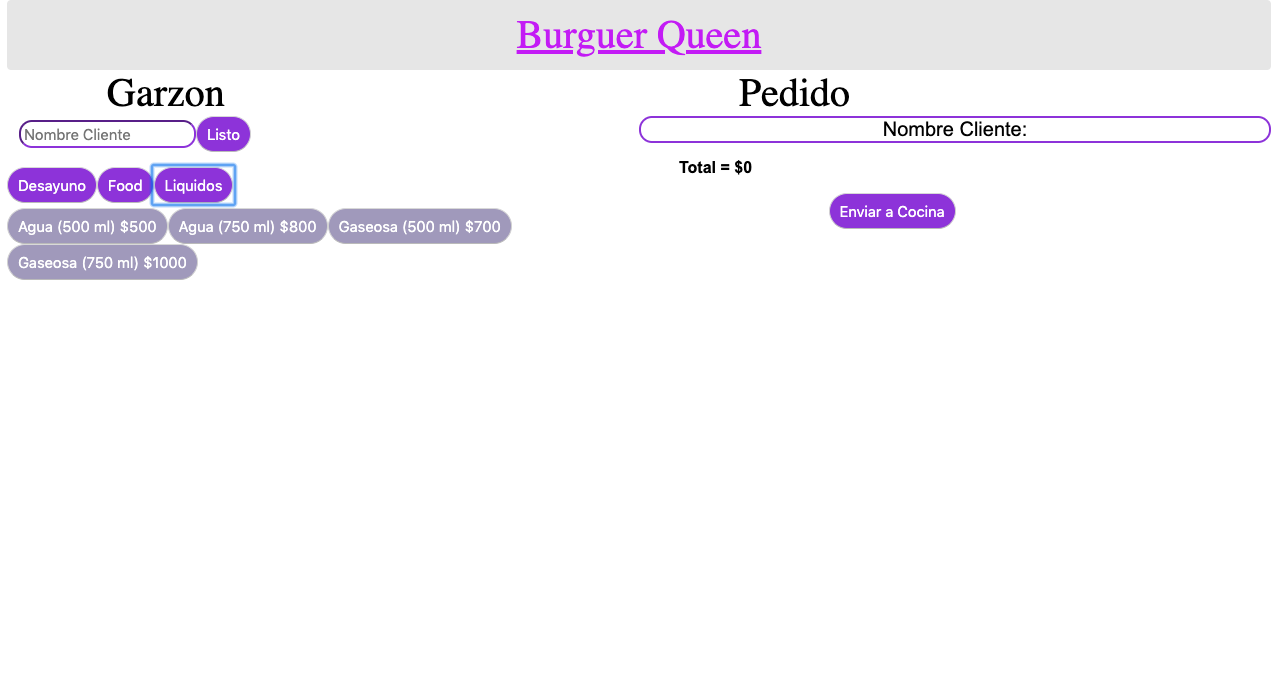 Burguer Queen
Garzon
Nombre Cliente
Listo
Desayuno
Food
Liquidos
Agua (500 ml) $500
Agua (750 ml) $800
Gaseosa (500 ml) $700
Gaseosa (750 ml) $1000
Pedido
Nombre Cliente:
Total = $0
Enviar a Cocina